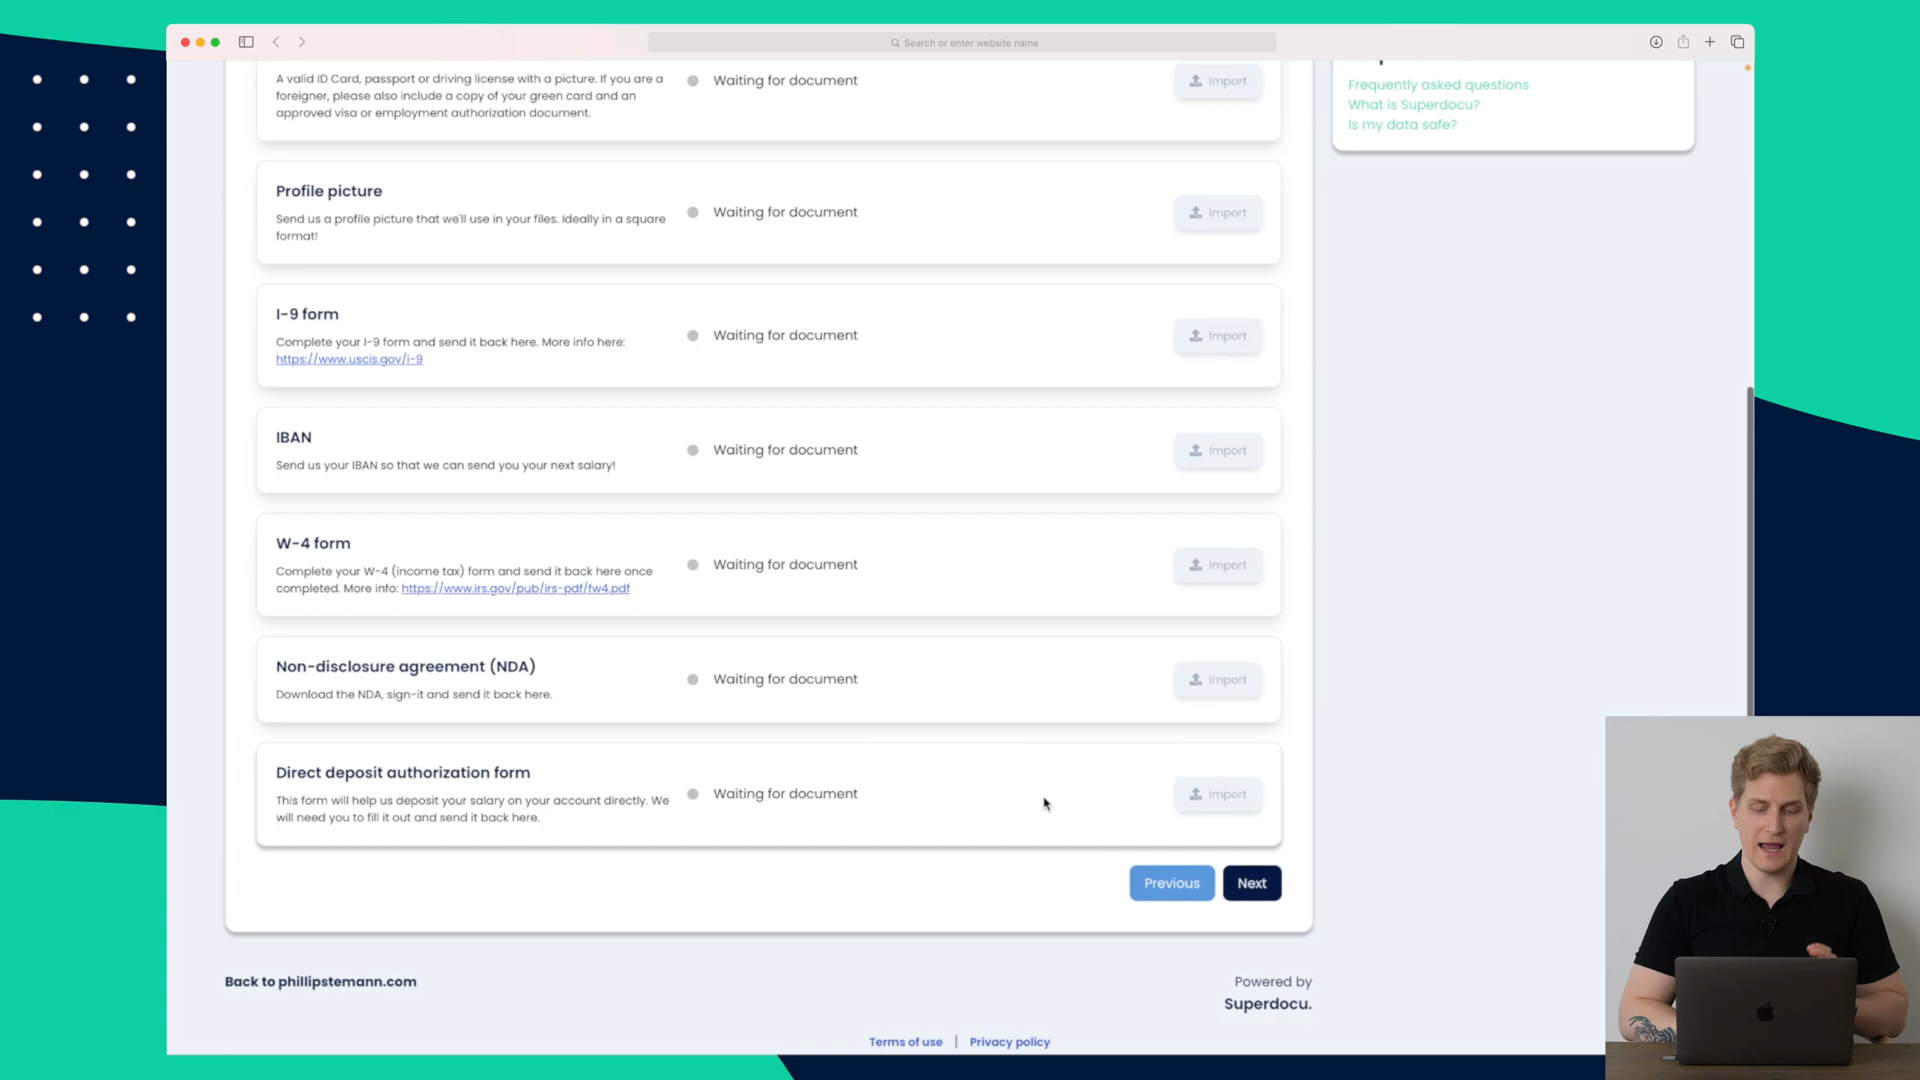 Search or enter website name
A valid ID Card, passport or driving license with a picture. If you are a
foreigner, please also include a copy of your green card and an
approved visa or employment authorization document.
Waiting for document
Import
Frequently asked questions
What is Superdocu?
Is my data safe?
Profile picture
Send us a profile picture that we'll use in your files. Ideally in a square
format!
Waiting for document
Import
I-9 form
Complete your I-9 form and send it back here. More info here:
https://www.uscis.gov/i-9
Waiting for document
Import
IBAN
Send us your IBAN so that we can send you your next salary!
Waiting for document
Import
W-4 form
Complete your W-4 (income tax) form and send it back here once
completed. More info: https://www.irs.gov/pub/irs-pdf/fw4.pdf
Waiting for document
Import
Non-disclosure agreement (NDA)
Download the NDA, sign-it and send it back here.
Waiting for document
Import
Direct deposit authorization form
This form will help us deposit your salary on your account directly. We
will need you to fill it out and send it back here.
Waiting for document
Import
Previous
Next
Back to phillipstemann.com
Powered by
Superdocu.
Terms of use | Privacy policy